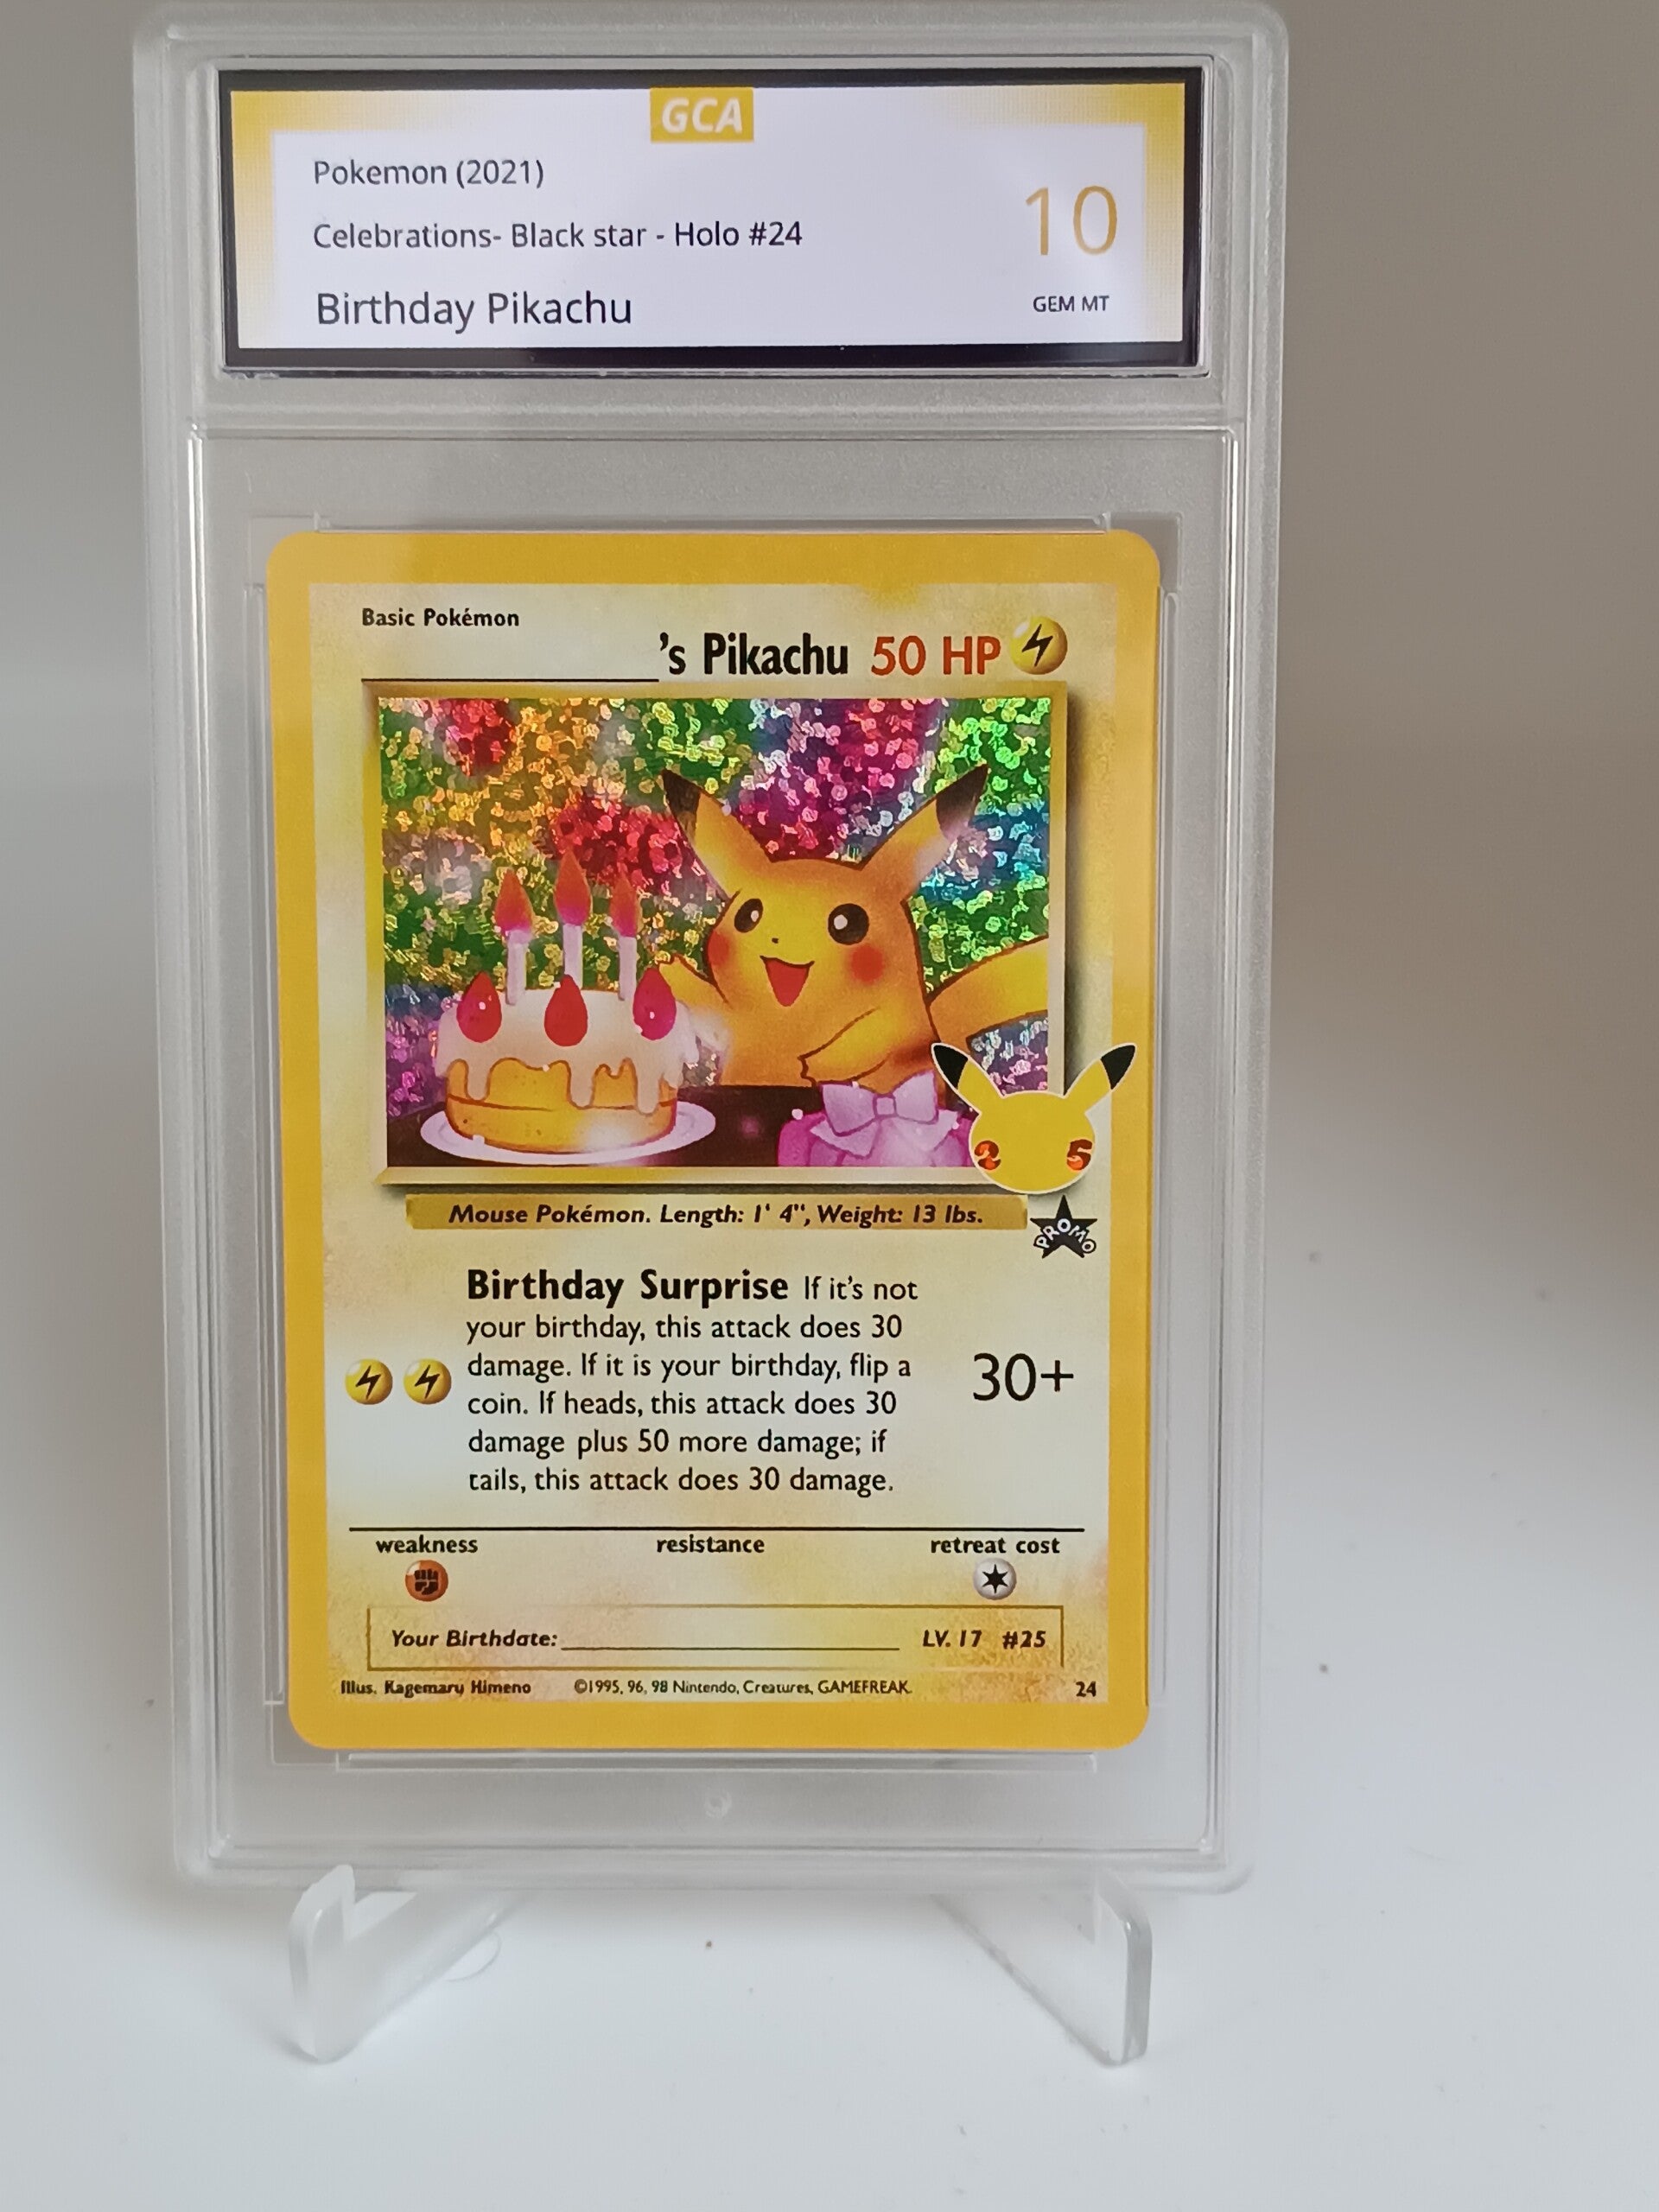 GCA
Pokemon (2021)
Celebrations- Black star - Holo #24
10
Birthday Pikachu
GEM MT
Basic Pokémon
's Pikachu 50 HP
25
Mouse Pokémon. Length: 1' 4", Weight: 13 lbs.
PROMO
Birthday Surprise If it's not
your birthday, this attack does 30
damage. If it is your birthday, flip a
coin. If heads, this attack does 30
damage plus 50 more damage; if
tails, this attack does 30 damage.
30+
weakness resistance retreat cost
Your Birthdate: LV. 17 #25
Illus. Kagemaru Himeno ©1995, 96, 98 Nintendo, Creatures, GAMEFREAK. 24